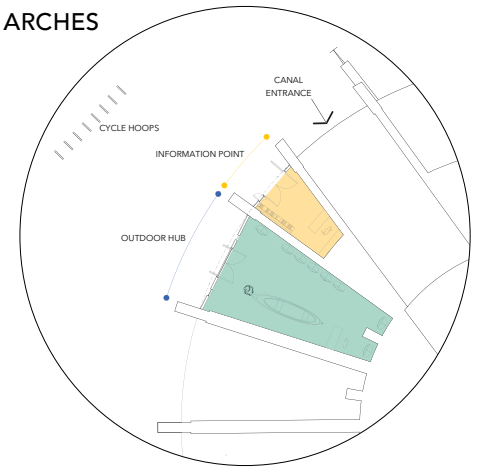 ARCHES
CANAL
ENTRANCE
CYCLE HOOPS
INFORMATION POINT
OUTDOOR HUB